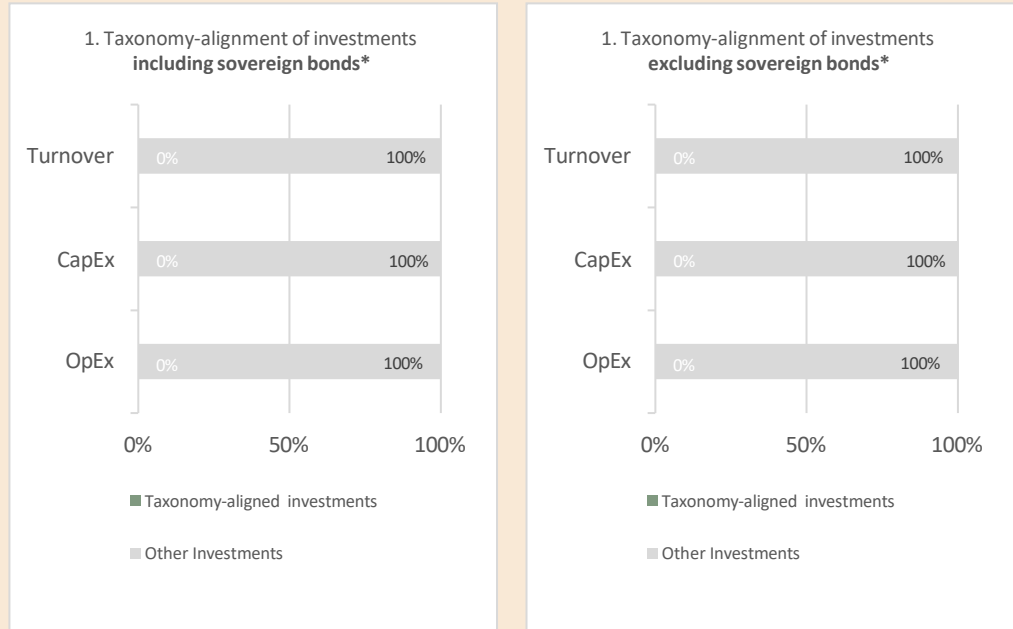 1. Taxonomy-alignment of investments
including sovereign bonds*
Turnover
0%
100%
CapEx
0%
100%
OpEx
0%
100%
0%
50%
100%
Taxonomy-aligned investments
Other Investments
1. Taxonomy-alignment of investments
excluding sovereign bonds*
Turnover
0%
100%
CapEx
0%
100%
OpEx
0%
100%
0%
50%
100%
Taxonomy-aligned investments
Other Investments